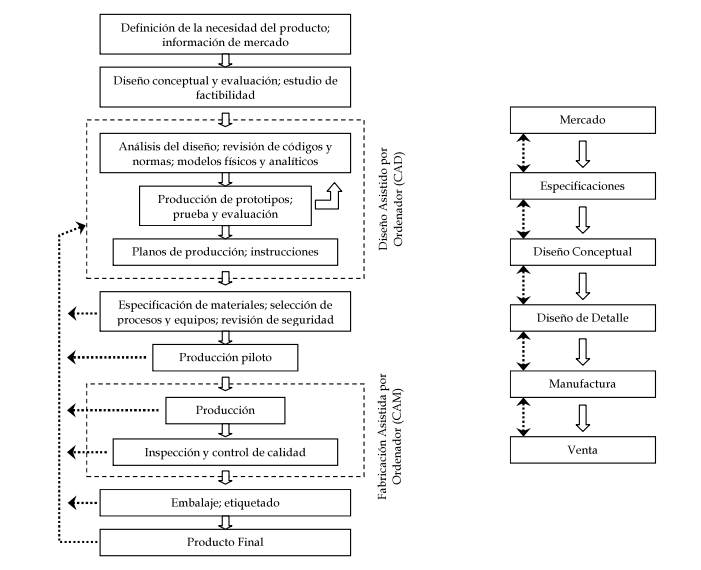 Definición de la necesidad del producto;
información de mercado
Diseño conceptual y evaluación; estudio de
factibilidad
Análisis del diseño; revisión de códigos y
normas; modelos físicos y analíticos
Producción de prototipos;
prueba y evaluación
Planos de producción; instrucciones
Diseño Asistido por
Ordenador (CAD)
Especificación de materiales; selección de
procesos y equipos; revisión de seguridad
Producción piloto
Producción
Inspección y control de calidad
Fabricación Asistida por
Ordenador (CAM)
Embalaje; etiquetado
Producto Final
Mercado
Especificaciones
Diseño Conceptual
Diseño de Detalle
Manufactura
Venta